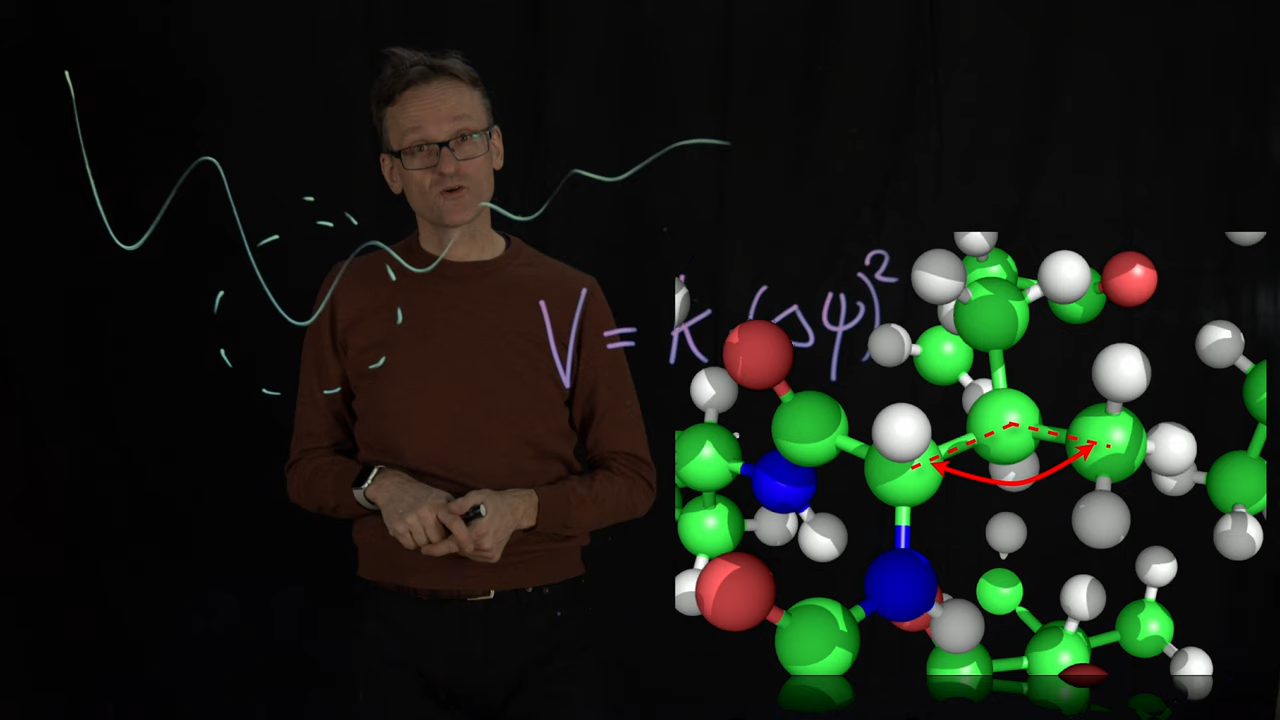 V = k (Δψ)²